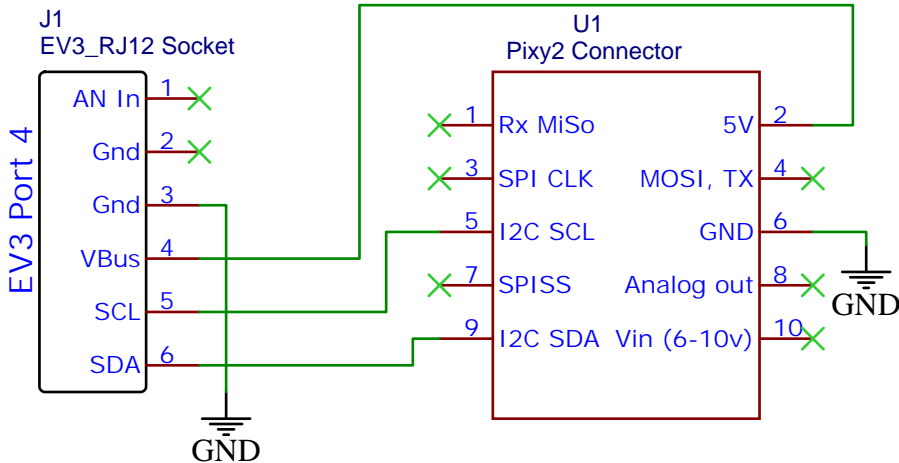 J1
EV3_RJ12 Socket
EV3 Port 4
AN In 1
Gnd 2
Gnd 3
VBus 4
SCL 5
SDA 6
GND
U1
Pixy2 Connector
1 Rx MiSo 5V 2
3 SPI CLK MOSI, TX 4
5 I2C SCL GND 6
7 SPISS Analog out 8
9 I2C SDA Vin (6-10v) 10
GND